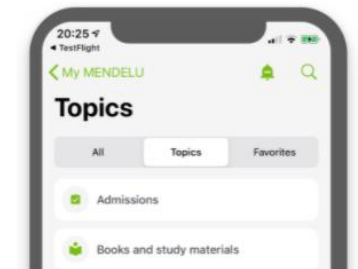 20:25
TestFlight
My MENDELU
Topics
All Topics Favorites
Admissions
Books and study materials